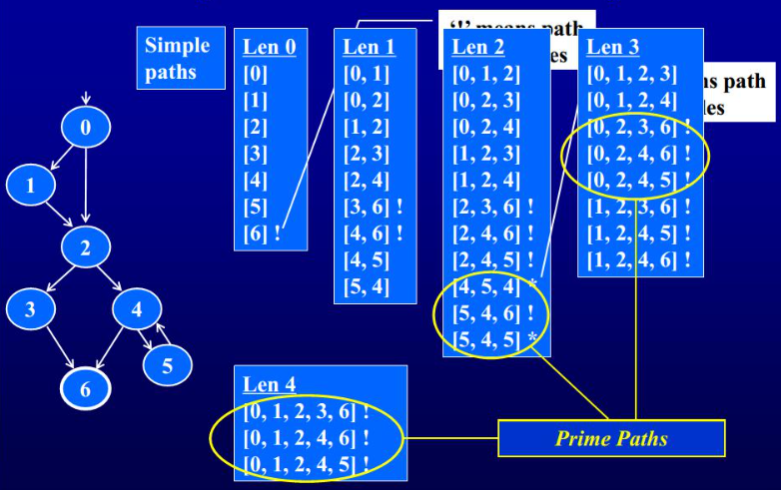 Simple
paths
Len 0
[0]
[1]
[2]
[3]
[4]
[5]
[6] !
Len 1
[0, 1]
[0, 2]
[1, 2]
[2, 3]
[2, 4]
[3, 6] !
[4, 6] !
[4, 5]
[5, 4]
‘!’ means path
Len 2
[0, 1, 2]
[0, 2, 3]
[0, 2, 4]
[1, 2, 3]
[1, 2, 4]
[2, 3, 6] !
[2, 4, 6] !
[2, 4, 5] !
[4, 5, 4] *
[5, 4, 6] !
[5, 4, 5] *
Len 3
[0, 1, 2, 3]
[0, 1, 2, 4]
[0, 2, 3, 6] !
[0, 2, 4, 6] !
[0, 2, 4, 5] !
[1, 2, 3, 6] !
[1, 2, 4, 5] !
[1, 2, 4, 6] !
path
0
1
2
3
4
5
6
Len 4
[0, 1, 2, 3, 6] !
[0, 1, 2, 4, 6] !
[0, 1, 2, 4, 5] !
Prime Paths